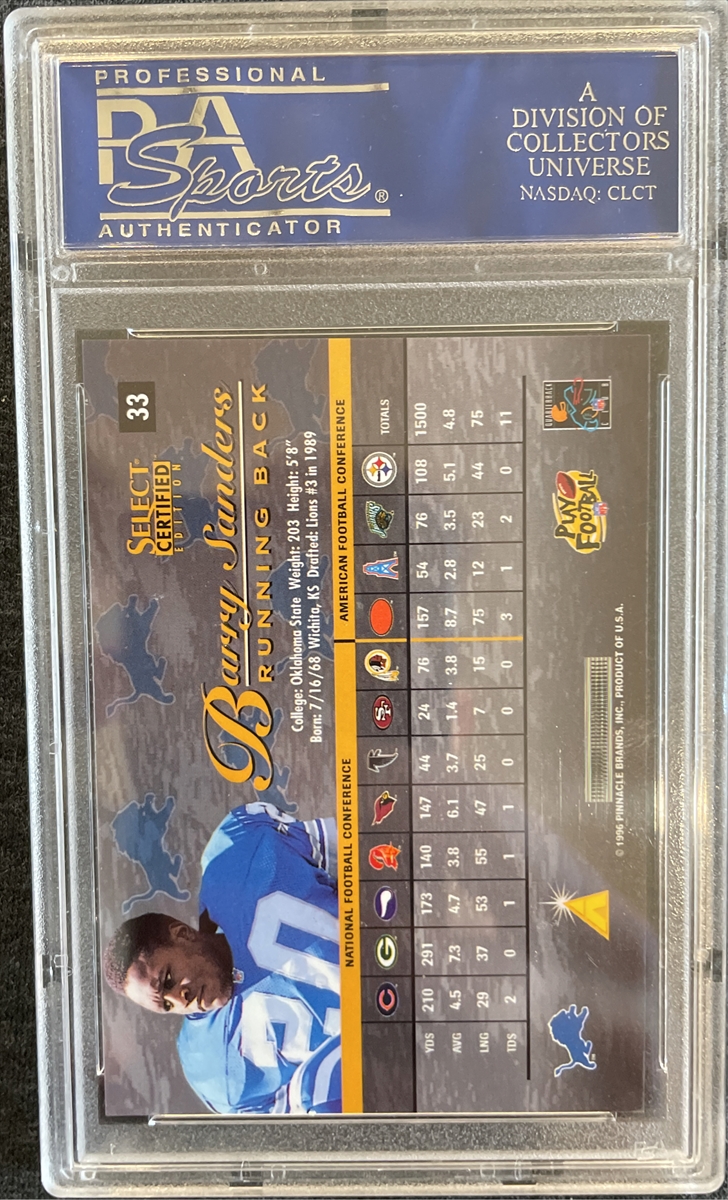 PROFESSIONAL
PSA
Sports®
AUTHENTICATOR
A
DIVISION OF
COLLECTORS
UNIVERSE
NASDAQ: CLCT
33
SELECT
CERTIFIED™
EDITION
Barry Sanders
RUNNING BACK
College: Oklahoma State Weight: 203 Height: 5'8"
Born: 7/16/68 Wichita, KS Drafted: Lions #3 in 1989
20
NATIONAL FOOTBALL CONFERENCE AMERICAN FOOTBALL CONFERENCE
TOTALS
YDS 210 291 173 140 147 44 24 76 157 54 76 108 1500
AVG 4.5 7.3 4.7 3.8 6.1 3.7 1.4 3.8 8.7 2.8 3.5 5.1 4.8
LNG 29 37 53 55 47 25 7 15 75 12 23 44 75
TDS 2 0 1 1 1 0 0 0 3 1 2 0 11
PLAY
FOOTBALL
QUARTERBACK
© 1996 PINNACLE BRANDS, INC., PRODUCT OF U.S.A.